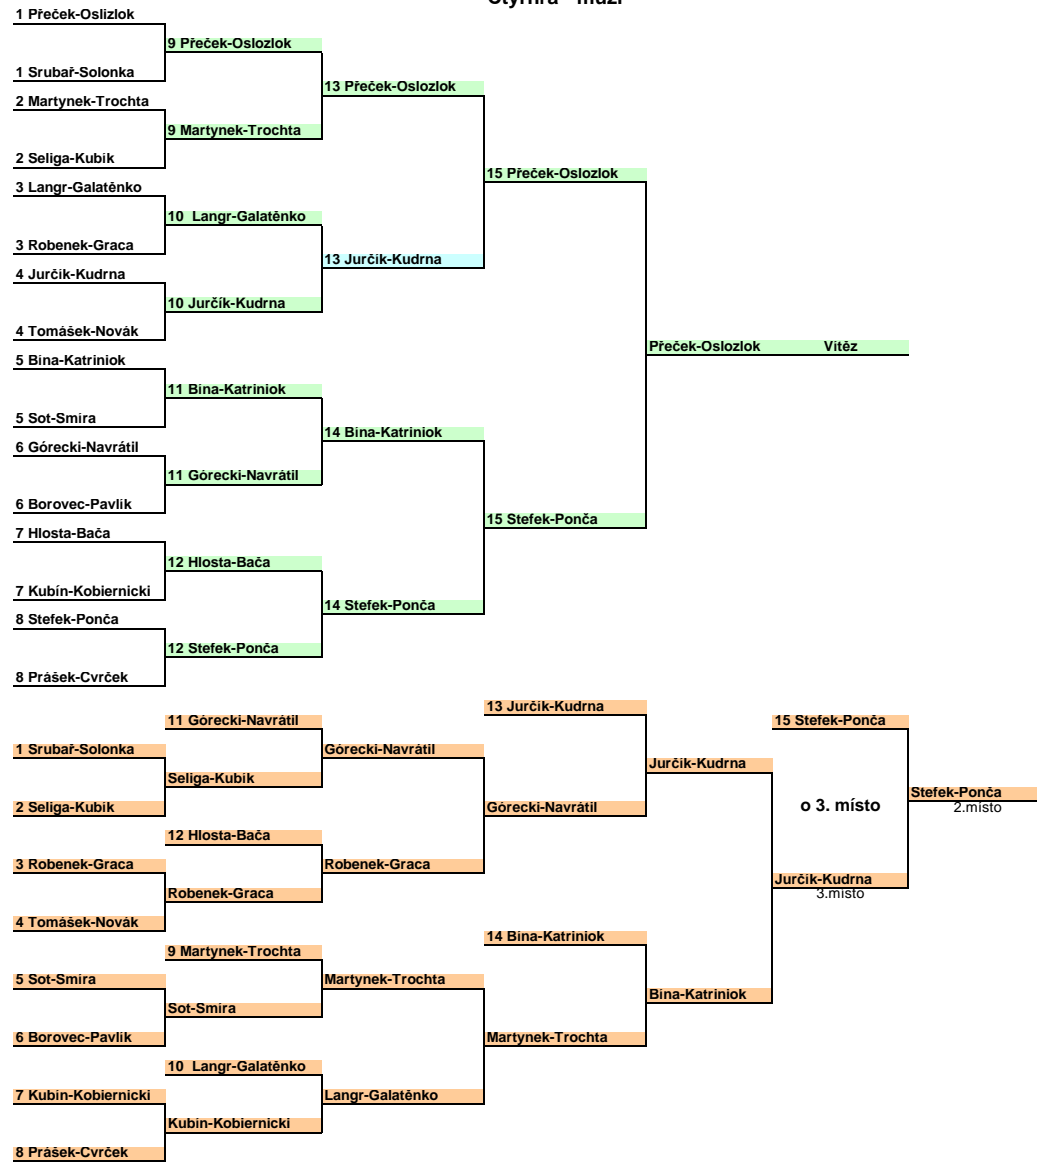 Čtyřhra - muži
1 Přeček-Oslizlok
9 Přeček-Oslozlok
1 Srubař-Solonka
13 Přeček-Oslozlok
2 Martynek-Trochta
9 Martynek-Trochta
2 Seliga-Kubík
15 Přeček-Oslozlok
3 Langr-Galatěnko
10  Langr-Galatěnko
3 Robenek-Graca
13 Jurčík-Kudrna
4 Jurčík-Kudrna
10 Jurčík-Kudrna
4 Tomášek-Novák
Přeček-Oslozlok Vítěz
5 Bína-Katriniok
11 Bína-Katriniok
5 Sot-Smíra
14 Bína-Katriniok
6 Górecki-Navrátil
11 Górecki-Navrátil
6 Borovec-Pavlík
15 Stefek-Ponča
7 Hlosta-Bača
12 Hlosta-Bača
7 Kubín-Kobiernicki
14 Stefek-Ponča
8 Stefek-Ponča
12 Stefek-Ponča
8 Prášek-Cvrček
13 Jurčík-Kudrna
11 Górecki-Navrátil
15 Stefek-Ponča
1 Srubař-Solonka
Górecki-Navrátil
Jurčík-Kudrna
Seliga-Kubík
Stefek-Ponča
2 Seliga-Kubík
Górecki-Navrátil
o 3. místo
2.místo
12 Hlosta-Bača
3 Robenek-Graca
Robenek-Graca
Jurčík-Kudrna
Robenek-Graca
3.místo
4 Tomášek-Novák
14 Bína-Katriniok
9 Martynek-Trochta
5 Sot-Smíra
Martynek-Trochta
Bína-Katriniok
Sot-Smíra
6 Borovec-Pavlík
Martynek-Trochta
10  Langr-Galatěnko
7 Kubín-Kobiernicki
Langr-Galatěnko
Kubín-Kobiernicki
8 Prášek-Cvrček